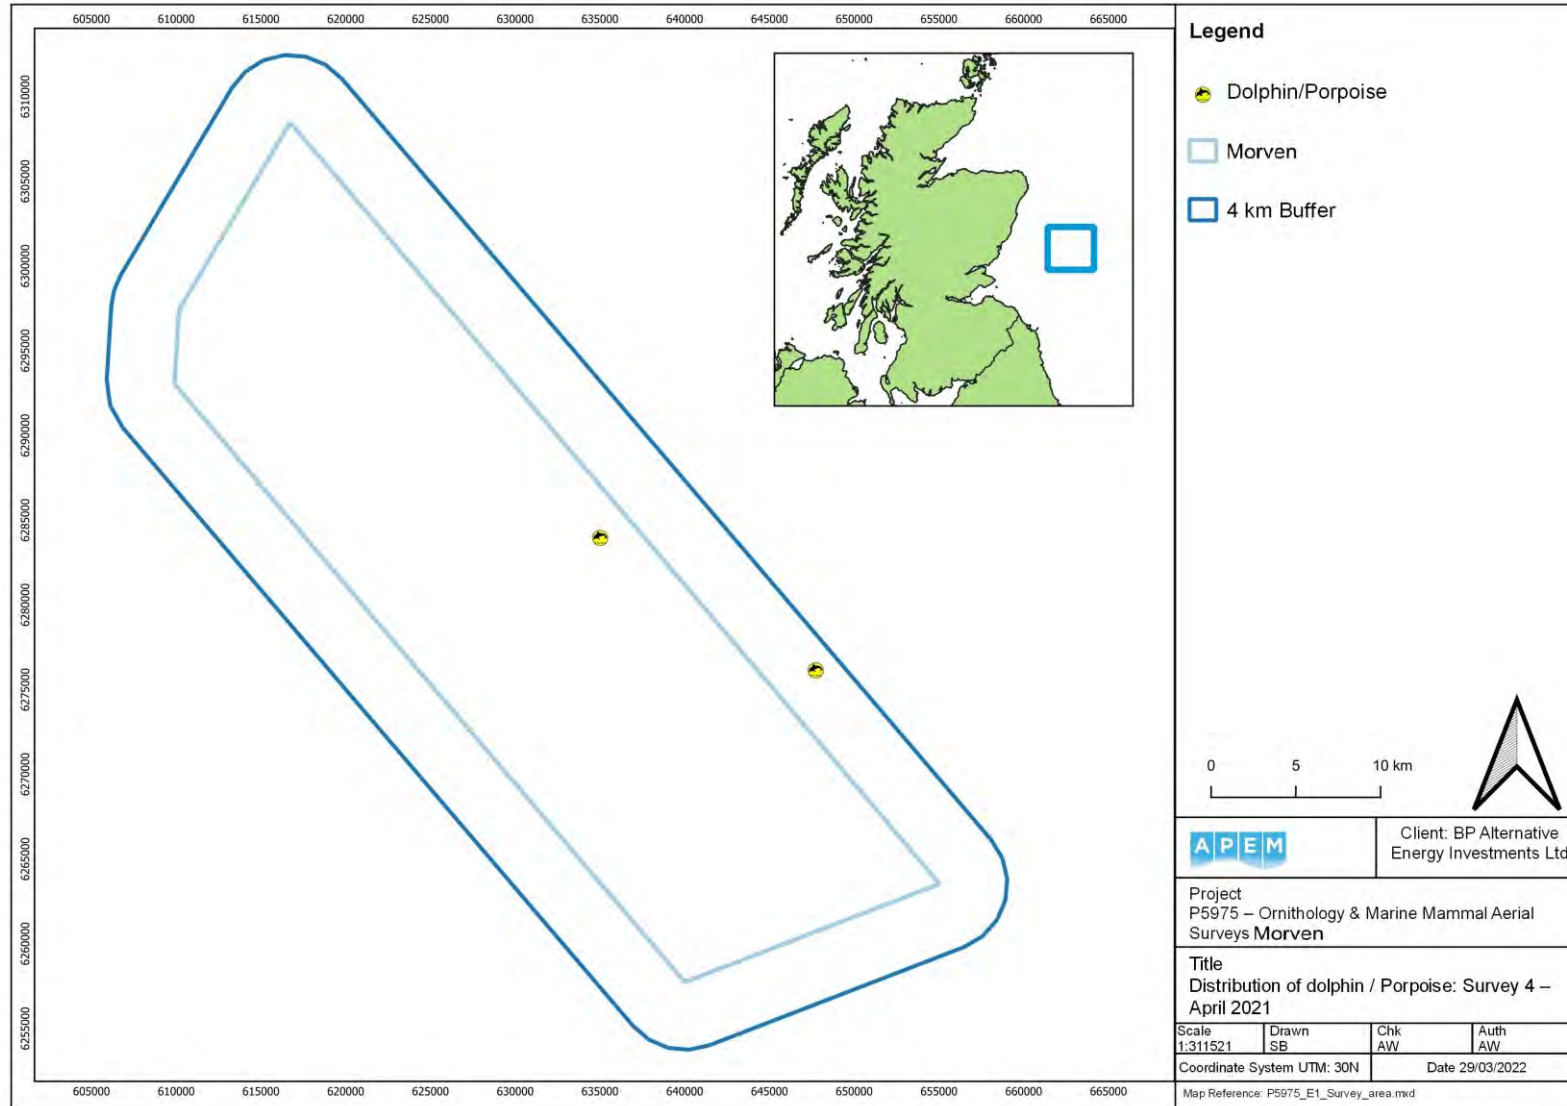 605000 610000 615000 620000 625000 630000 635000 640000 645000 650000 655000 660000 665000
6310000
6305000
6300000
6295000
6290000
6285000
6280000
6275000
6270000
6265000
6260000
6255000
605000 610000 615000 620000 625000 630000 635000 640000 645000 650000 655000 660000 665000
Legend
Dolphin/Porpoise
Morven
4 km Buffer
0 5 10 km
APEM
Client: BP Alternative
Energy Investments Ltd
Project
P5975 – Ornithology & Marine Mammal Aerial
Surveys Morven
Title
Distribution of dolphin / Porpoise: Survey 4 –
April 2021
Scale Drawn Chk Auth
1:311521 SB AW AW
Coordinate System UTM: 30N Date 29/03/2022
Map Reference: P5975_E1_Survey_area.mxd